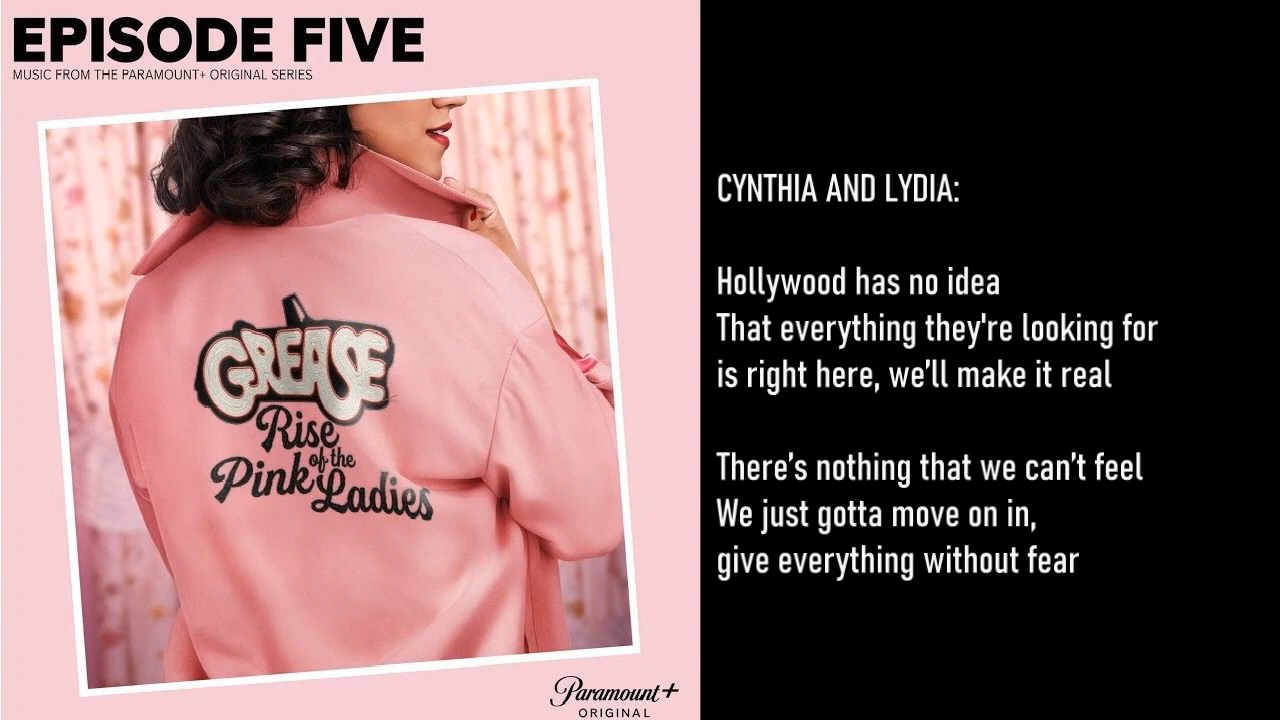 EPISODE FIVE
MUSIC FROM THE PARAMOUNT+ ORIGINAL SERIES
GREASE
Rise
of the
Pink Ladies
Paramount+
ORIGINAL
CYNTHIA AND LYDIA:
Hollywood has no idea
That everything they're looking for
is right here, we’ll make it real
There’s nothing that we can’t feel
We just gotta move on in,
give everything without fear